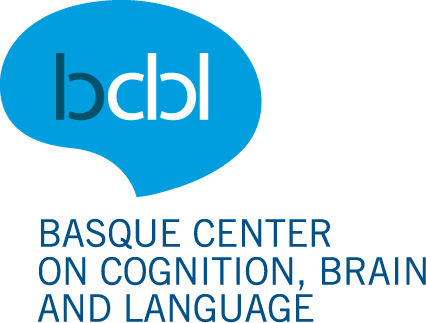 bcbl
BASQUE CENTER
ON COGNITION, BRAIN
AND LANGUAGE